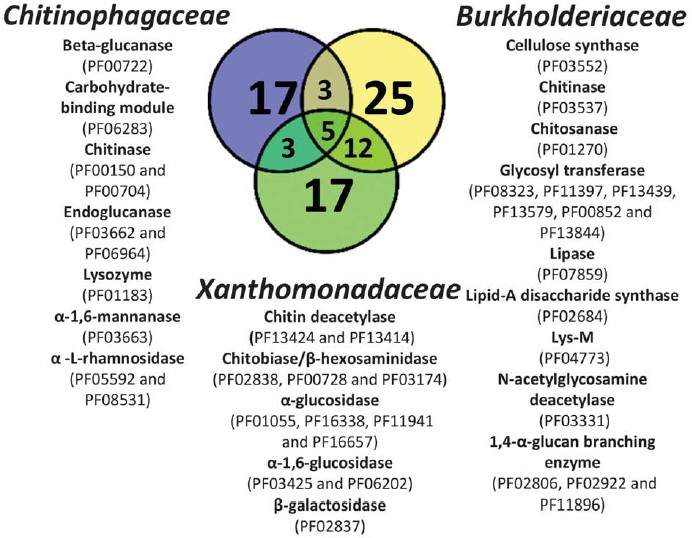 Chitinophagaceae
Beta-glucanase
(PF00722)
Carbohydrate-
binding module
(PF06283)
Chitinase
(PF00150 and
PF00704)
Endoglucanase
(PF03662 and
PF06964)
Lysozyme
(PF01183)
α-1,6-mannanase
(PF03663)
α -L-rhamnosidase
(PF05592 and
PF08531)
17
3
25
5
3
12
17
Xanthomonadaceae
Chitin deacetylase
(PF13424 and PF13414)
Chitobiase/β-hexosaminidase
(PF02838, PF00728 and PF03174)
α-glucosidase
(PF01055, PF16338, PF11941
and PF16657)
α-1,6-glucosidase
(PF03425 and PF06202)
β-galactosidase
(PF02837)
Burkholderiaceae
Cellulose synthase
(PF03552)
Chitinase
(PF03537)
Chitosanase
(PF01270)
Glycosyl transferase
(PF08323, PF11397, PF13439,
PF13579, PF00852 and
PF13844)
Lipase
(PF07859)
Lipid-A disaccharide synthase
(PF02684)
Lys-M
(PF04773)
N-acetylglycosamine
deacetylase
(PF03331)
1,4-α-glucan branching
enzyme
(PF02806, PF02922 and
PF11896)